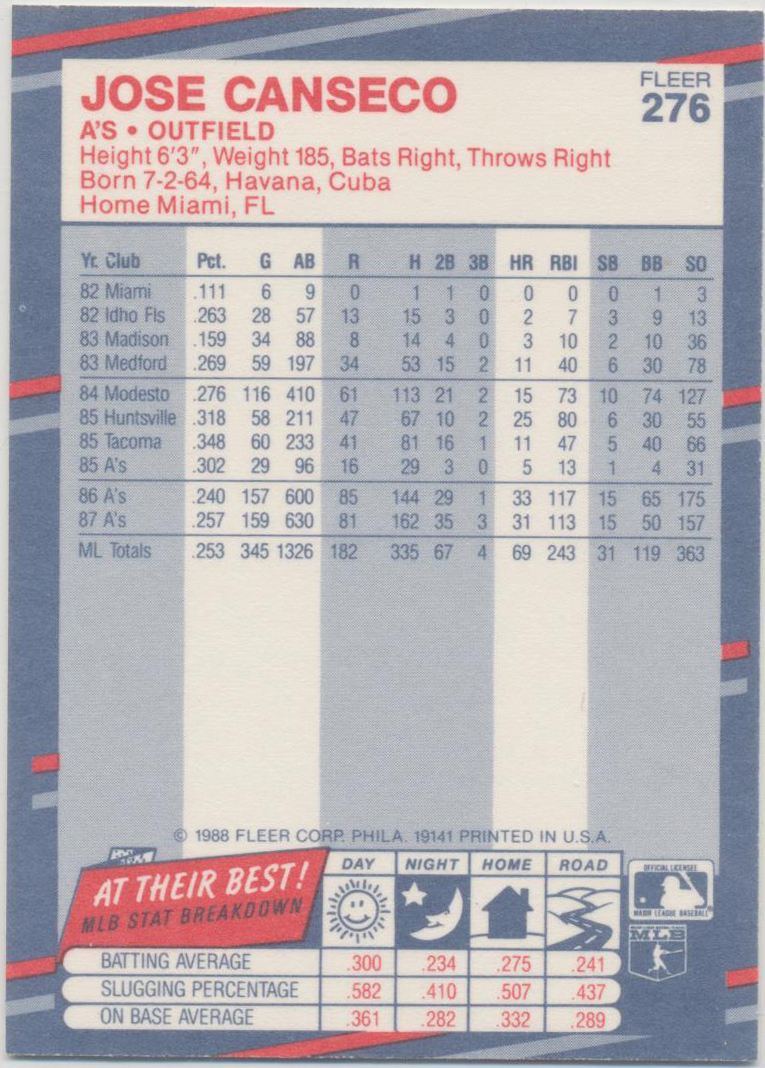 JOSE CANSECO
FLEER
276
A'S • OUTFIELD
Height 6'3", Weight 185, Bats Right, Throws Right
Born 7-2-64, Havana, Cuba
Home Miami, FL
Yr. Club Pct. G AB R H 2B 3B HR RBI SB BB SO
82 Miami .111 6 9 0 1 1 0 0 0 0 1 3
82 Idho Fls .263 28 57 13 15 3 0 2 7 3 9 13
83 Madison .159 34 88 8 14 4 0 3 10 2 10 36
83 Medford .269 59 197 34 53 15 2 11 40 6 30 78
84 Modesto .276 116 410 61 113 21 2 15 73 10 74 127
85 Huntsville .318 58 211 47 67 10 2 25 80 6 30 55
85 Tacoma .348 60 233 41 81 16 1 11 47 5 40 66
85 A's .302 29 96 16 29 3 0 5 13 1 4 31
86 A's .240 157 600 85 144 29 1 33 117 15 65 175
87 A's .257 159 630 81 162 35 3 31 113 15 50 157
ML Totals .253 345 1326 182 335 67 4 69 243 31 119 363
© 1988 FLEER CORP. PHILA. 19141 PRINTED IN U.S.A.
AT THEIR BEST!
MLB STAT BREAKDOWN
DAY NIGHT HOME ROAD
OFFICIAL LICENSEE
MAJOR LEAGUE BASEBALL
MLB
BATTING AVERAGE .300 .234 .275 .241
SLUGGING PERCENTAGE .582 .410 .507 .437
ON BASE AVERAGE .361 .282 .332 .289